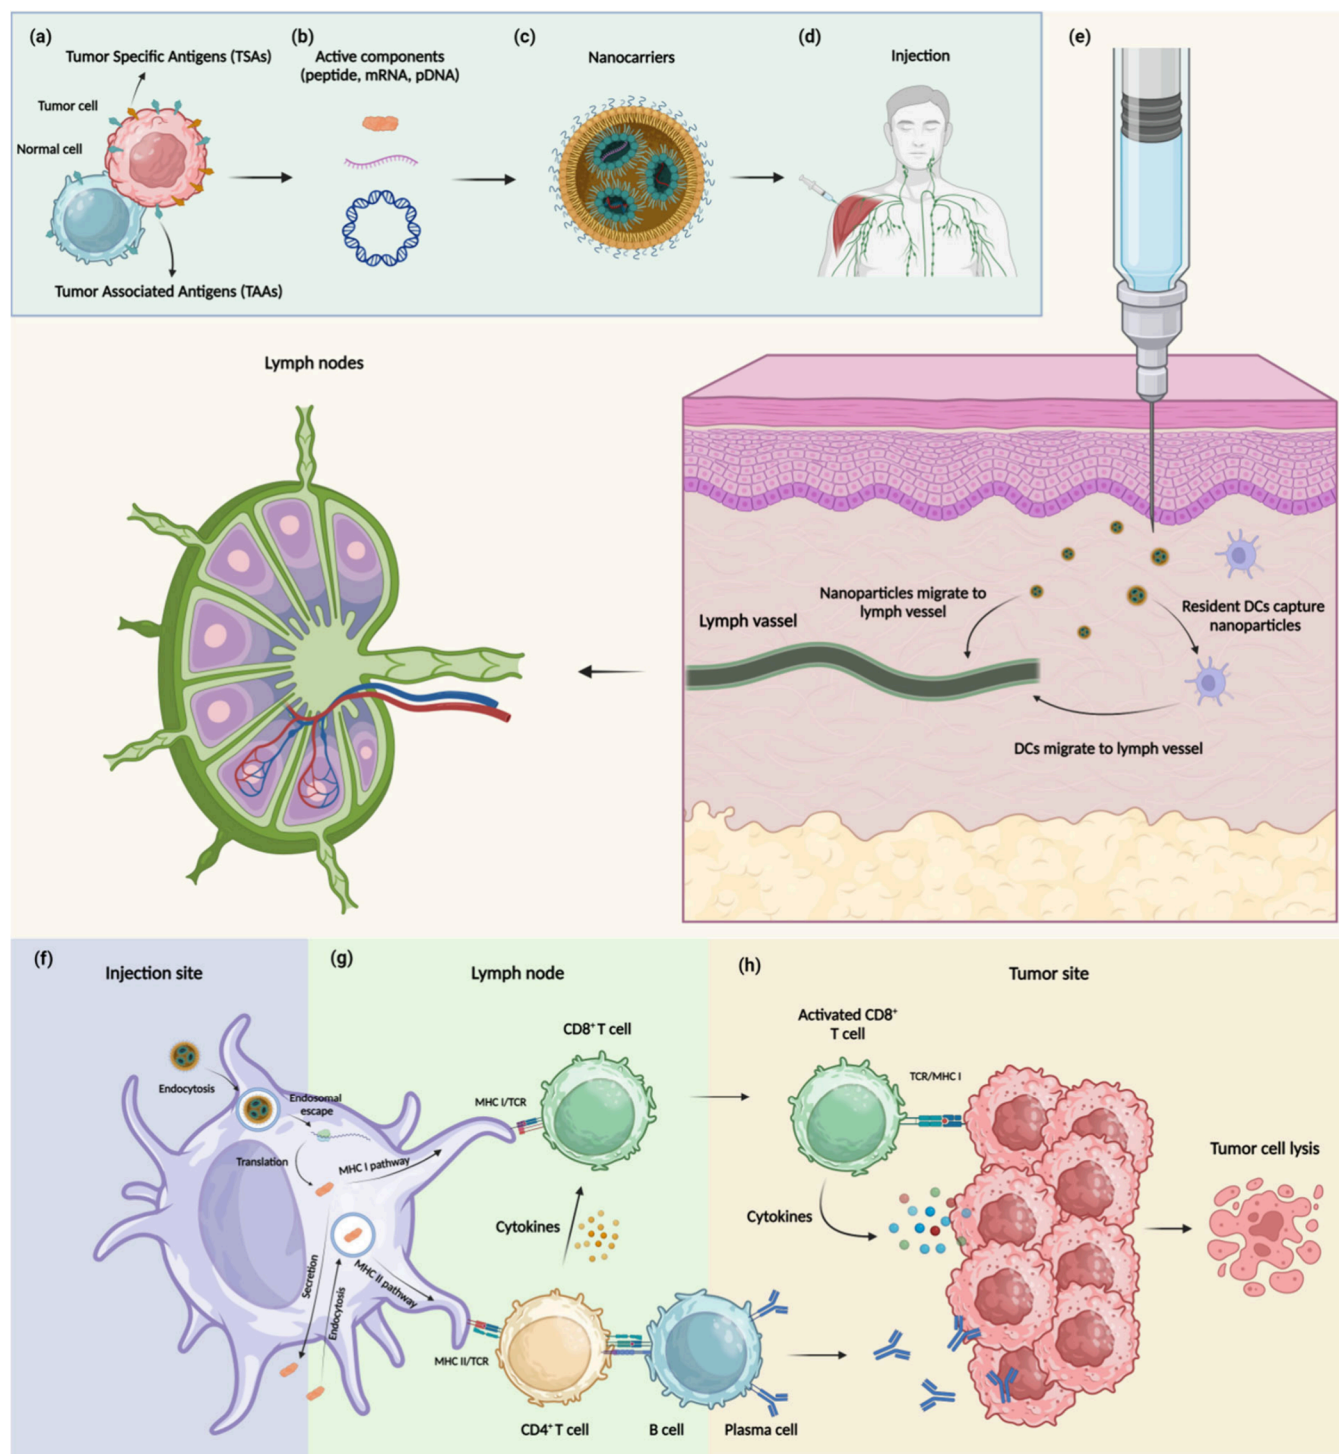 (a)
Tumor Specific Antigens (TSAs)
Tumor cell
Normal cell
Tumor Associated Antigens (TAAs)
(b)
Active components
(peptide, mRNA, pDNA)
(c)
Nanocarriers
(d)
Injection
(e)
Lymph nodes
Nanoparticles migrate to
lymph vessel
Resident DCs capture
nanoparticles
Lymph vassel
DCs migrate to lymph vessel
(f)
Injection site
Endocytosis
Endosomal
escape
Translation
MHC I pathway
MHC II pathway
Secretion
Endocytosis
(g)
Lymph node
CD8⁺ T cell
MHC I/TCR
Cytokines
MHC II/TCR
CD4⁺ T cell
B cell
Plasma cell
(h)
Tumor site
Activated CD8⁺
T cell
TCR/MHC I
Cytokines
Tumor cell lysis